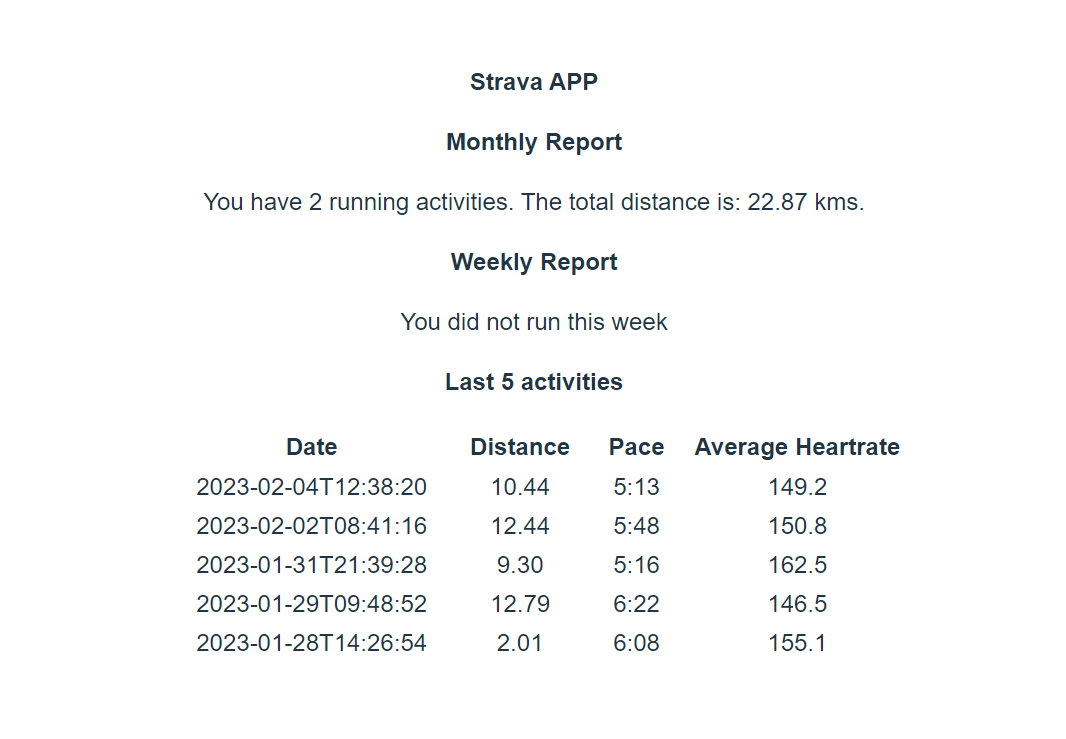 Strava APP
Monthly Report
You have 2 running activities. The total distance is: 22.87 kms.
Weekly Report
You did not run this week
Last 5 activities
Date Distance Pace Average Heartrate
2023-02-04T12:38:20 10.44 5:13 149.2
2023-02-02T08:41:16 12.44 5:48 150.8
2023-01-31T21:39:28 9.30 5:16 162.5
2023-01-29T09:48:52 12.79 6:22 146.5
2023-01-28T14:26:54 2.01 6:08 155.1